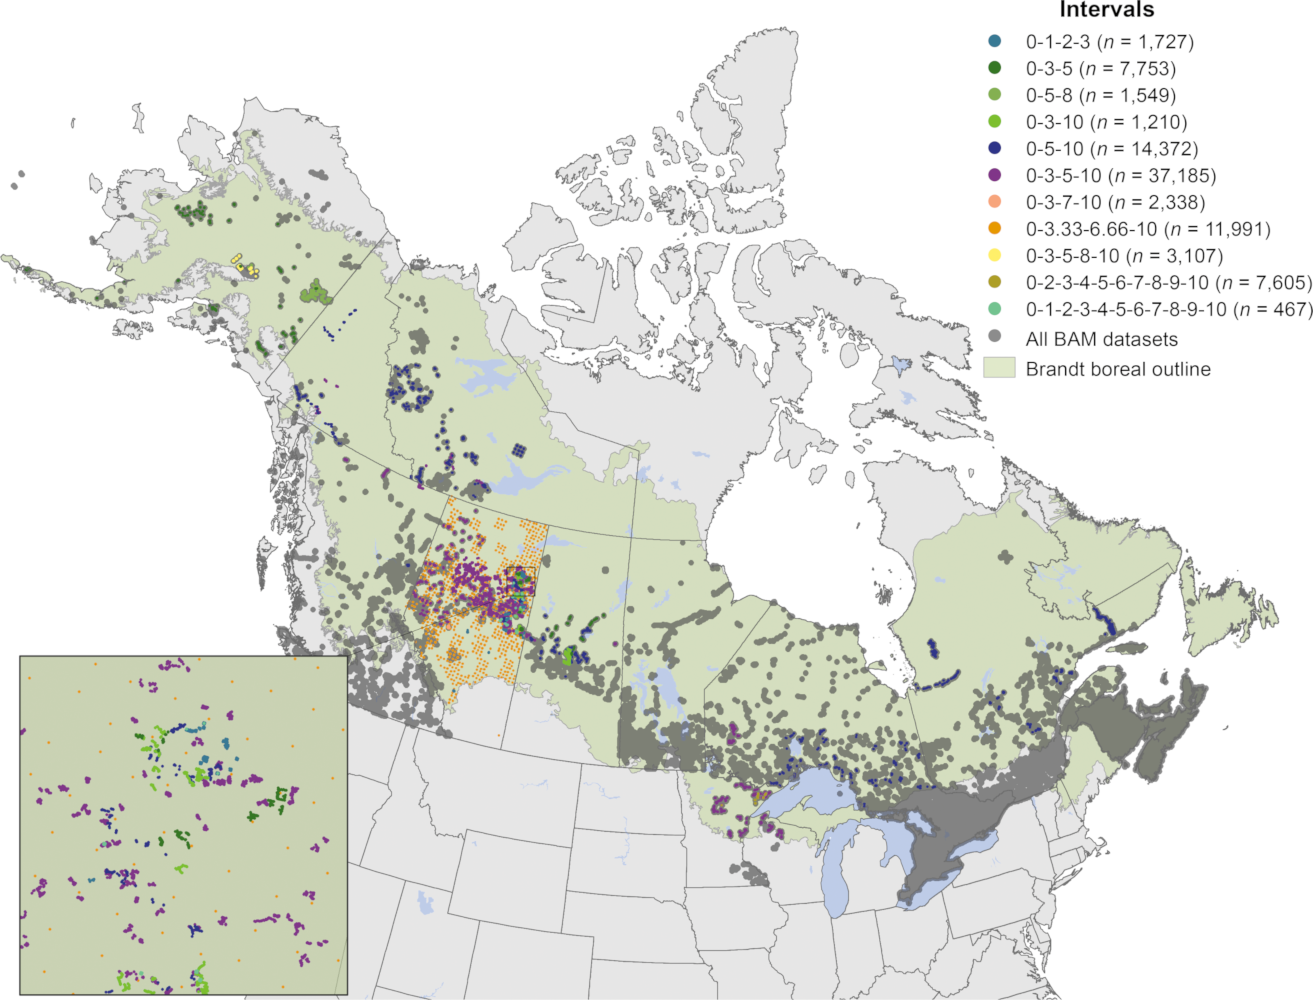 Intervals
0-1-2-3 (n = 1,727)
0-3-5 (n = 7,753)
0-5-8 (n = 1,549)
0-3-10 (n = 1,210)
0-5-10 (n = 14,372)
0-3-5-10 (n = 37,185)
0-3-7-10 (n = 2,338)
0-3.33-6.66-10 (n = 11,991)
0-3-5-8-10 (n = 3,107)
0-2-3-4-5-6-7-8-9-10 (n = 7,605)
0-1-2-3-4-5-6-7-8-9-10 (n = 467)
All BAM datasets
Brandt boreal outline